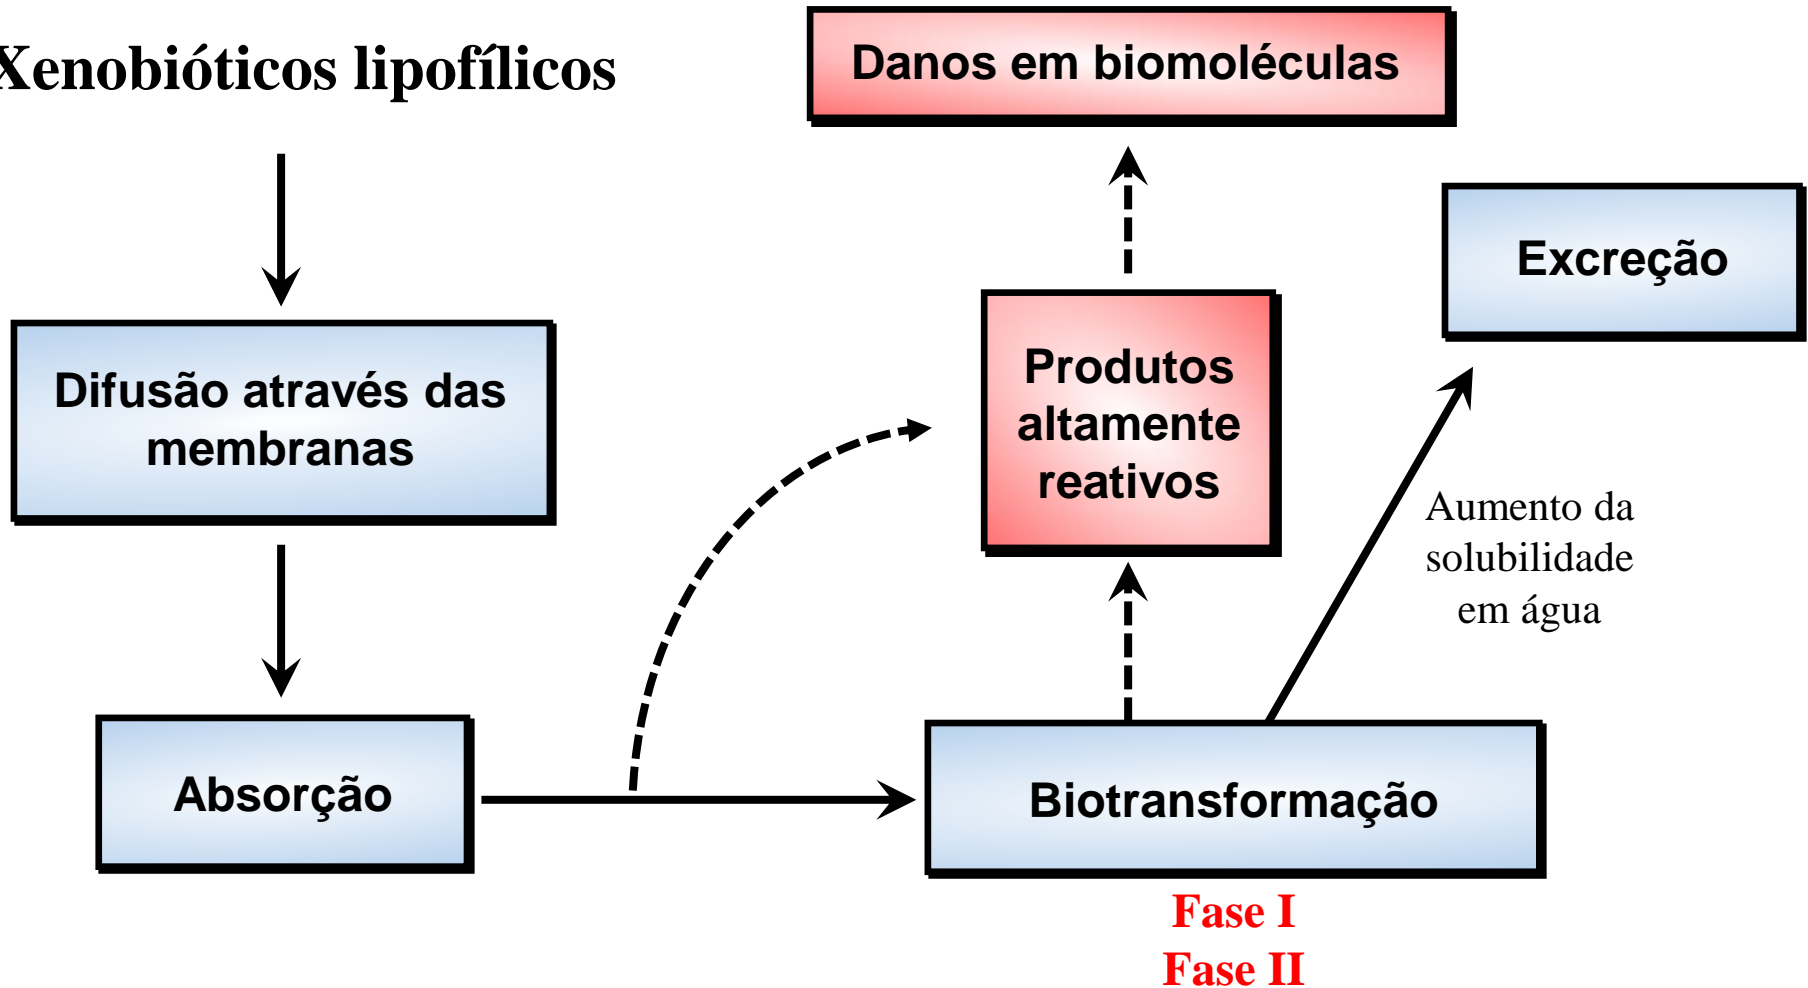 Xenobióticos lipofílicos
Danos em biomoléculas
Excreção
Difusão através das
membranas
Produtos
altamente
reativos
Aumento da
solubilidade
em água
Absorção
Biotransformação
Fase I
Fase II